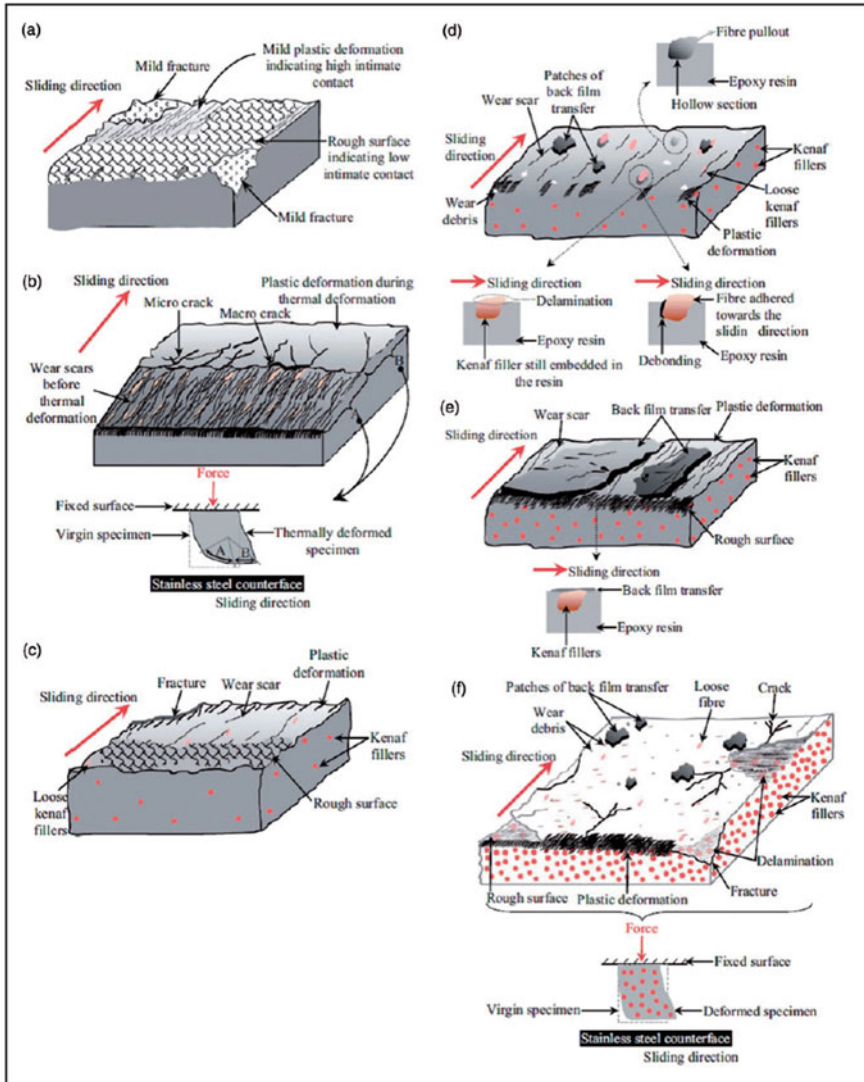 (a)
Mild plastic deformation
indicating high intimate
contact
Mild fracture
Sliding direction
Rough surface
indicating low
intimate contact
Mild fracture
(b)
Sliding direction
Plastic deformation during
thermal deformation
Micro crack
Macro crack
Wear scars
before
thermal
deformation
B
A
Force
Fixed surface
Virgin specimen
Thermally deformed
specimen
A
B
Stainless steel counterface
Sliding direction
(c)
Plastic
deformation
Fracture
Wear scar
Sliding direction
Kenaf
fillers
Loose
kenaf
fillers
Rough surface
(d)
Fibre pullout
Epoxy resin
Hollow section
Patches of
back film
transfer
Wear scar
Sliding
direction
Kenaf
fillers
Wear
debris
Loose
kenaf
fillers
Plastic
deformation
Sliding direction
Delamination
Epoxy resin
Kenaf filler still embedded in
the resin
Sliding direction
Fibre adhered
towards the
slidin direction
Debonding
Epoxy resin
(e)
Wear scar
Back film transfer
Plastic deformation
Sliding
direction
Kenaf
fillers
Rough surface
Sliding direction
Back film transfer
Epoxy resin
Kenaf fillers
(f)
Patches of back film transfer
Loose
fibre
Crack
Wear
debris
Sliding
direction
Kenaf
fillers
Delamination
Fracture
Rough surface
Plastic deformation
Force
Fixed surface
Virgin specimen
Deformed specimen
Stainless steel counterface
Sliding direction